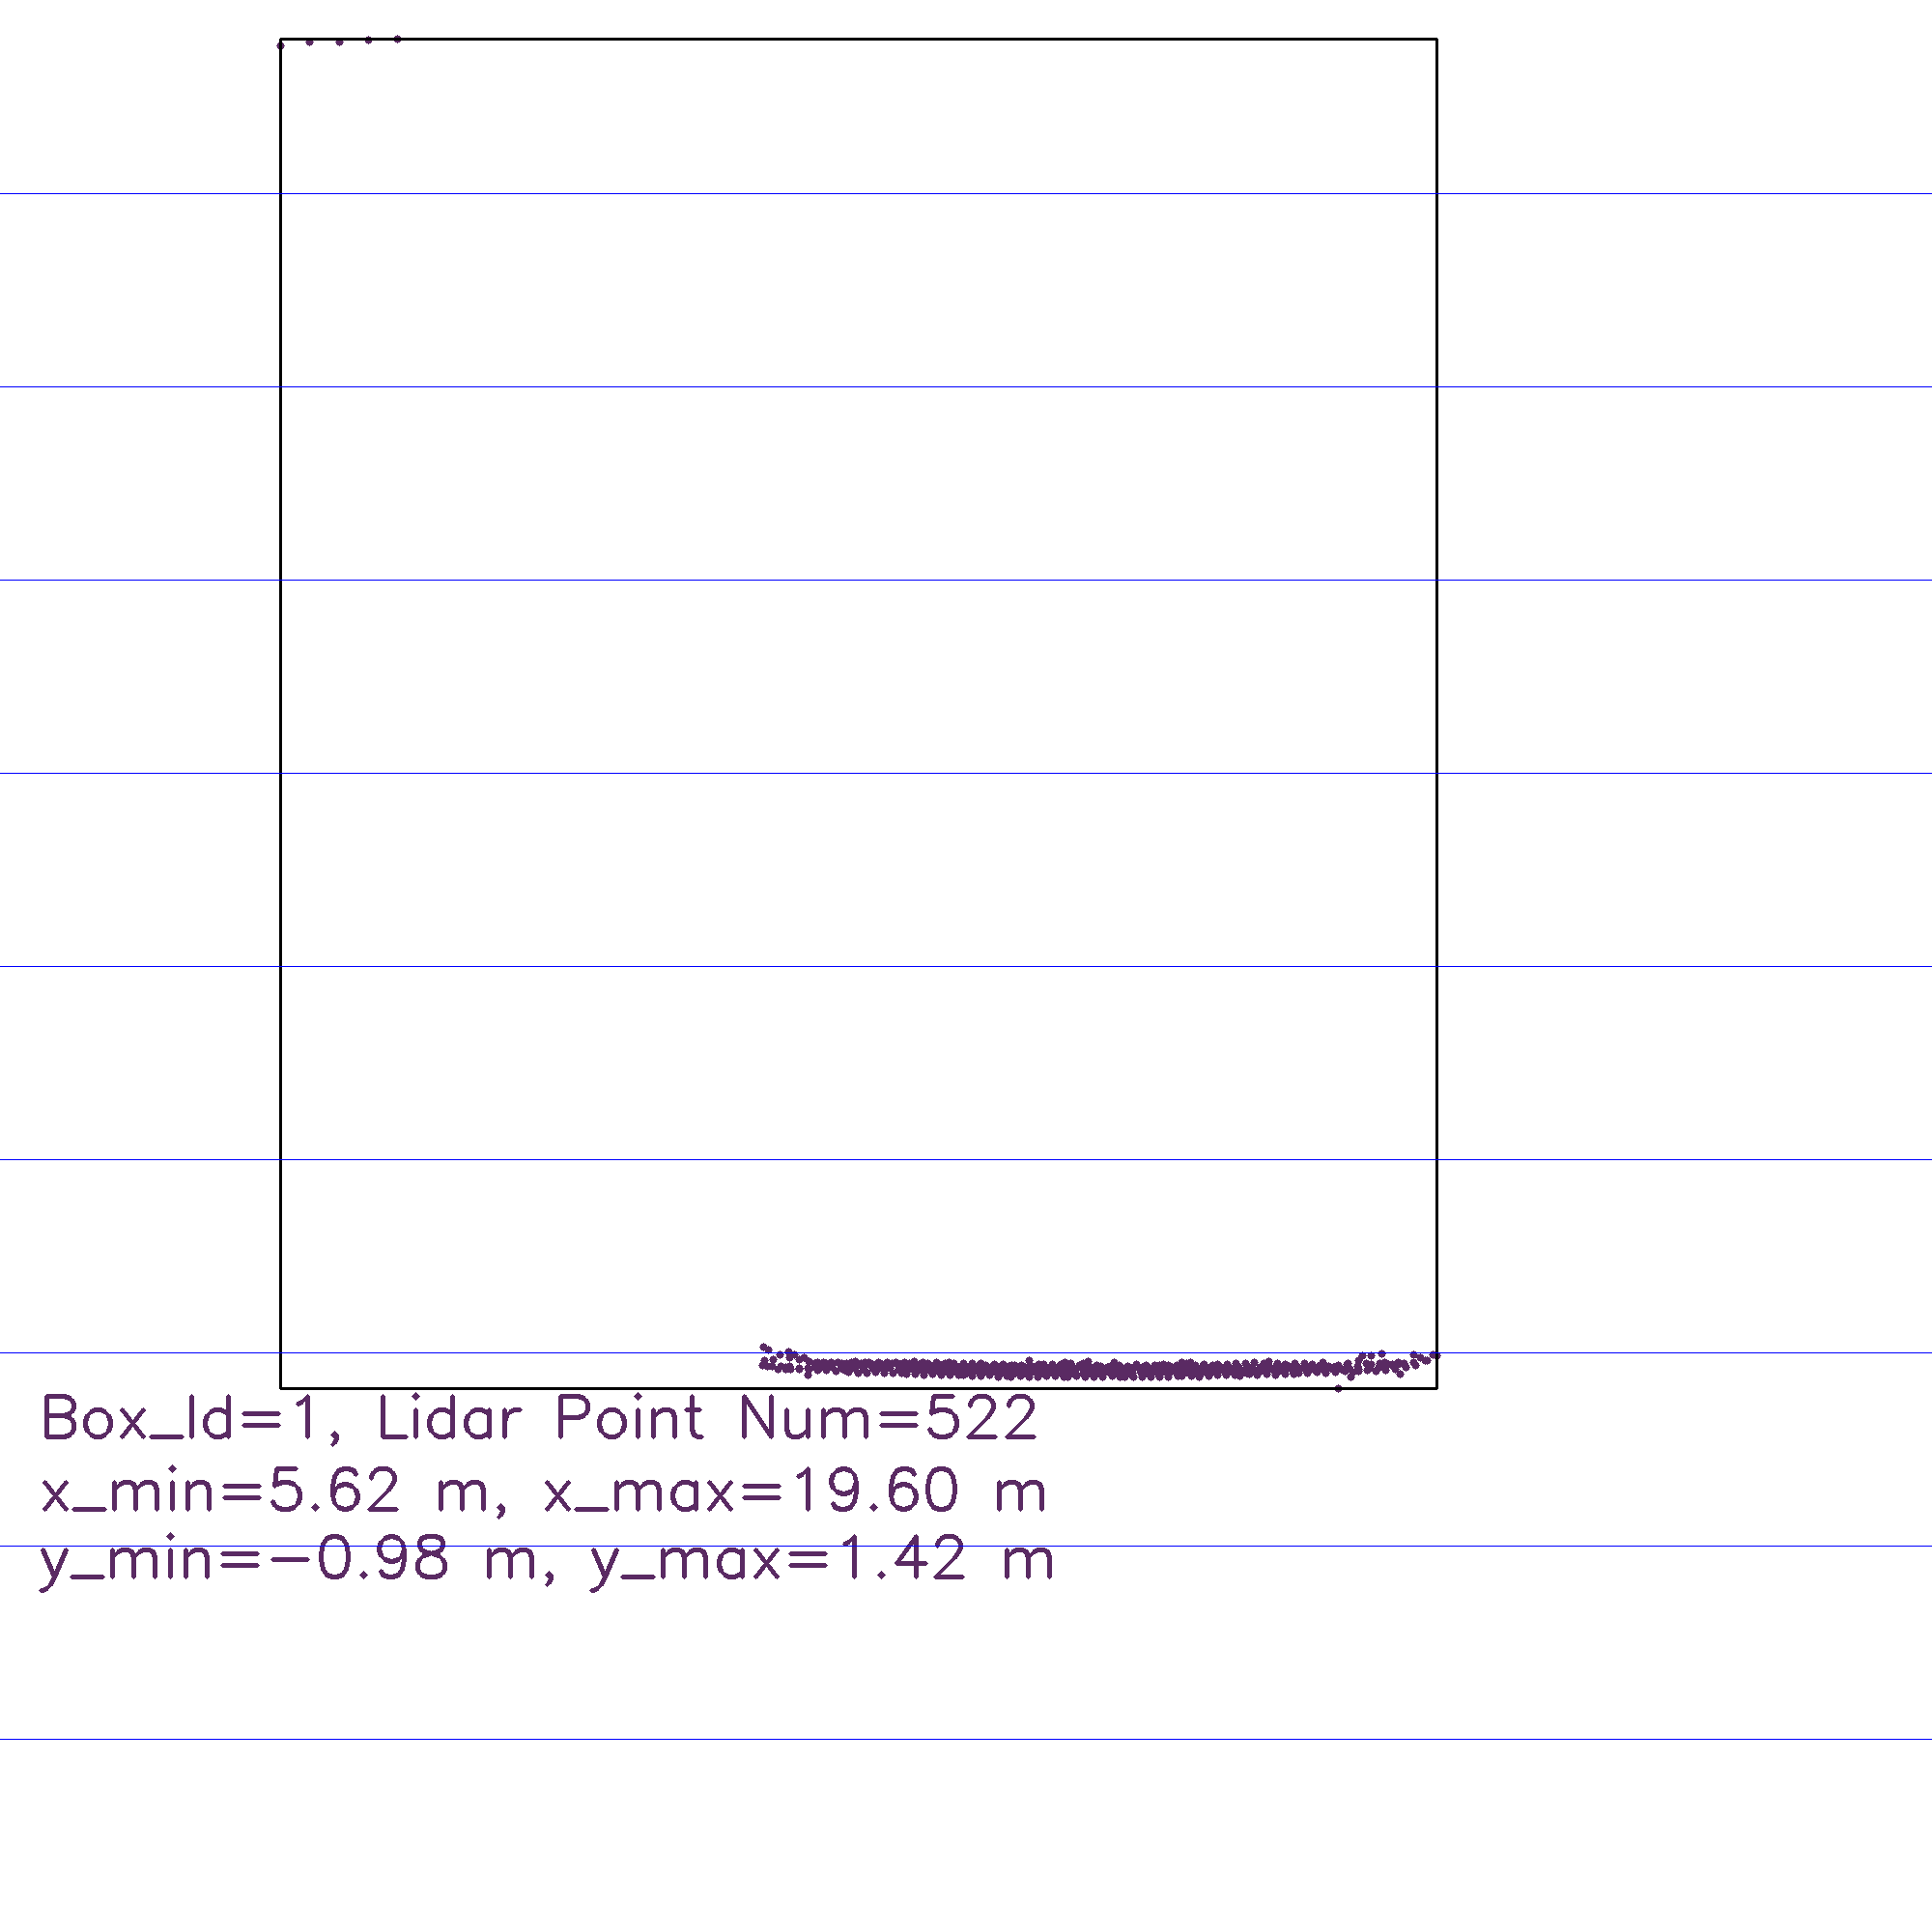 Box_Id=1, Lidar Point Num=522
x_min=5.62 m, x_max=19.60 m
y_min=-0.98 m, y_max=1.42 m